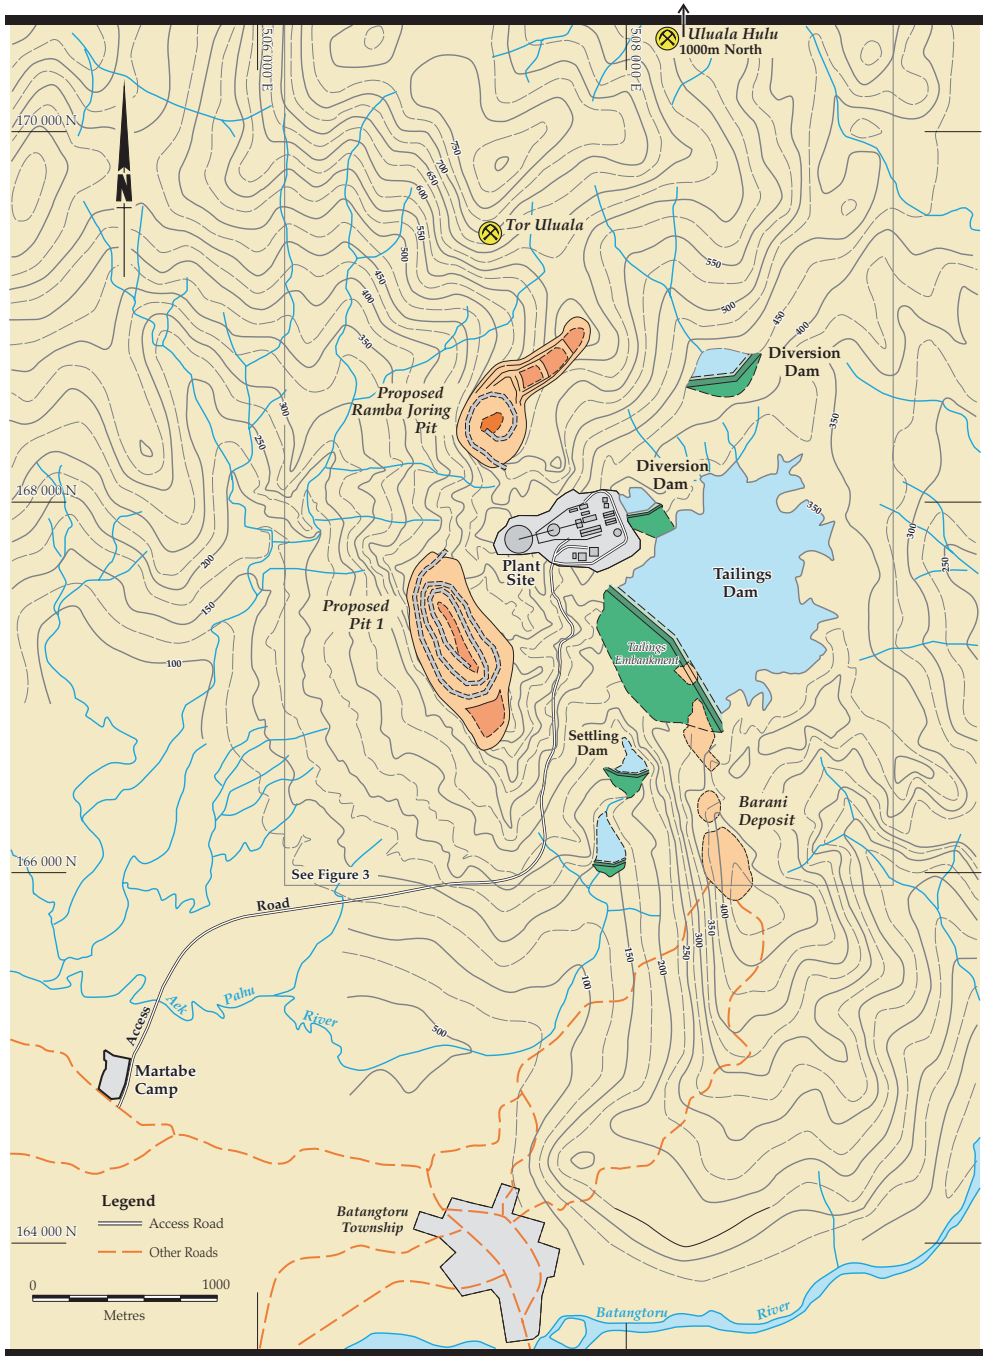 Uluala Hulu
1000m North
506 000 E
508 000 E
170 000 N
750
700
650
600
550
500
450
400
350
Tor Uluala
550
500
450
400
Diversion
Dam
Proposed
Ramba Joring
Pit
300
250
350
Diversion
Dam
168 000 N
350
300
250
200
150
100
Plant
Site
Tailings
Dam
Proposed
Pit 1
Tailings
Embankment
Settling
Dam
Barani
Deposit
166 000 N
See Figure 3
Road
400
350
300
250
200
150
100
Aek
Pahu
River
500
Access
Martabe
Camp
Legend
Access Road
Other Roads
Batangtoru
Township
164 000 N
0
1000
Metres
Batangtoru
River
N